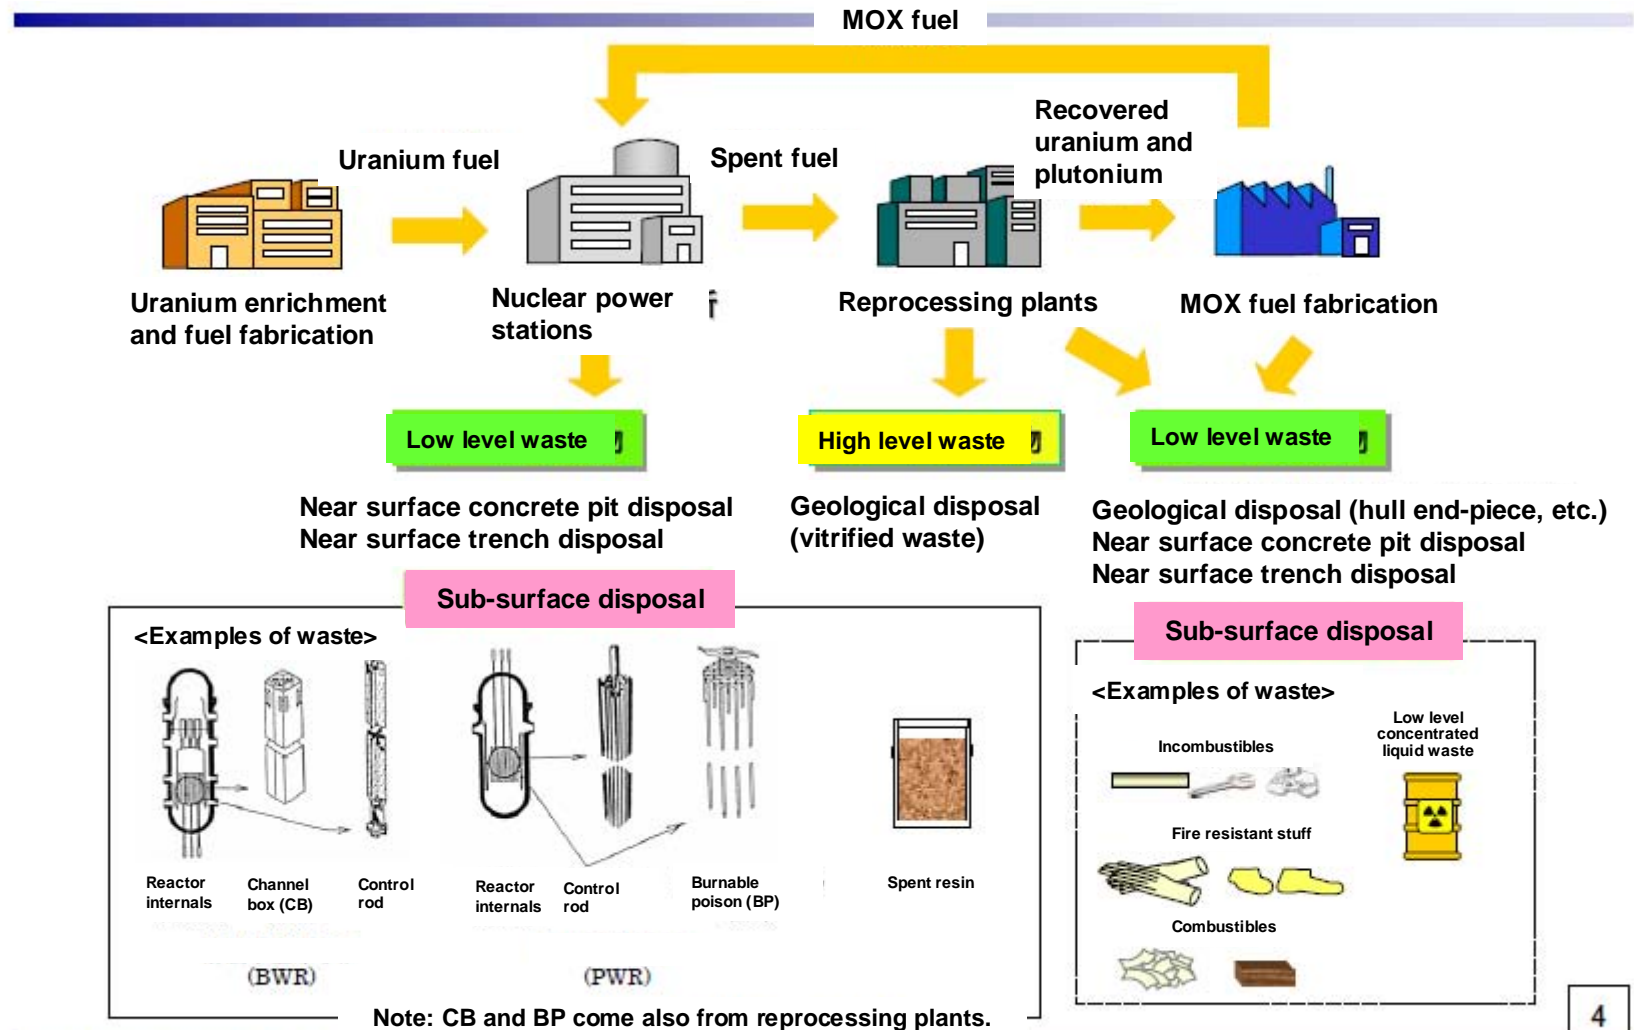 MOX fuel
Uranium fuel
Spent fuel
Recovered
uranium and
plutonium
Uranium enrichment
and fuel fabrication
Nuclear power
stations
Reprocessing plants
MOX fuel fabrication
Low level waste
High level waste
Low level waste
Near surface concrete pit disposal
Near surface trench disposal
Geological disposal
(vitrified waste)
Geological disposal (hull end-piece, etc.)
Near surface concrete pit disposal
Near surface trench disposal
Sub-surface disposal
<Examples of waste>
Reactor
internals
Channel
box (CB)
Control
rod
Reactor
internals
Control
rod
Burnable
poison (BP)
Spent resin
(BWR)
(PWR)
Note: CB and BP come also from reprocessing plants.
Sub-surface disposal
<Examples of waste>
Incombustibles
Low level
concentrated
liquid waste
Fire resistant stuff
Combustibles
4